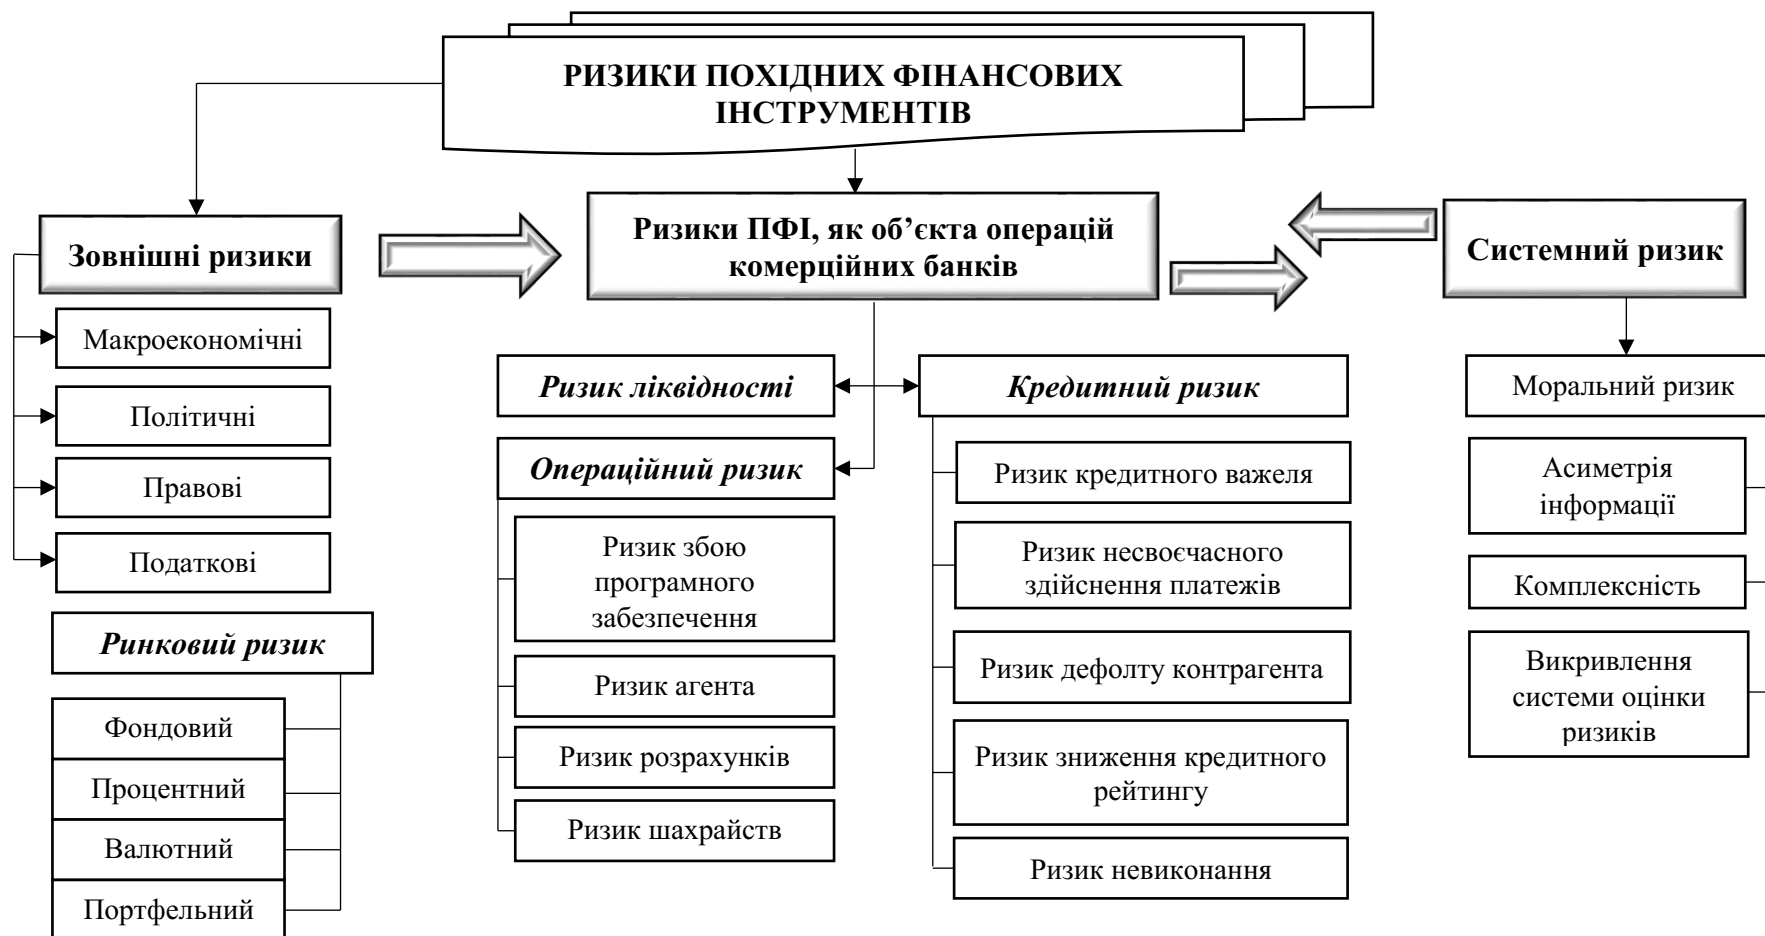 РИЗИКИ ПОХІДНИХ ФІНАНСОВИХ
ІНСТРУМЕНТІВ
Зовнішні ризики
Ризики ПФІ, як об’єкта операцій
комерційних банків
Системний ризик
Макроекономічні
Політичні
Правові
Податкові
Ринковий ризик
Фондовий
Процентний
Валютний
Портфельний
Ризик ліквідності
Операційний ризик
Ризик збою
програмного
забезпечення
Ризик агента
Ризик розрахунків
Ризик шахрайств
Кредитний ризик
Ризик кредитного важеля
Ризик несвоєчасного
здійснення платежів
Ризик дефолту контрагента
Ризик зниження кредитного
рейтингу
Ризик невиконання
Моральний ризик
Асиметрія
інформації
Комплексність
Викривлення
системи оцінки
ризиків